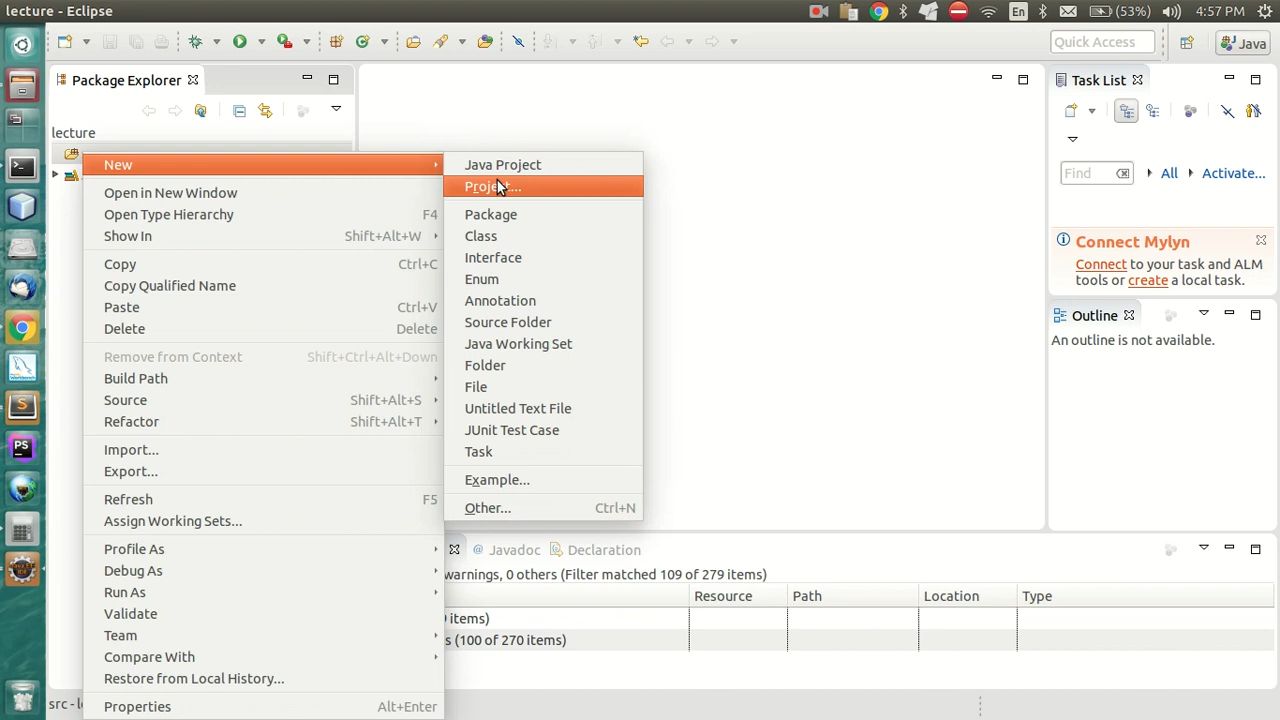 lecture - Eclipse
En
(53%)
4:57 PM
Quick Access
Java
Package Explorer
Task List
lecture
Find
All
Activate...
Connect Mylyn
Connect to your task and ALM
tools or create a local task.
Outline
An outline is not available.
New
Open in New Window
Open Type Hierarchy F4
Show In Shift+Alt+W
Copy Ctrl+C
Copy Qualified Name
Paste Ctrl+V
Delete Delete
Remove from Context Shift+Ctrl+Alt+Down
Build Path
Source Shift+Alt+S
Refactor Shift+Alt+T
Import...
Export...
Refresh F5
Assign Working Sets...
Profile As
Debug As
Run As
Validate
Team
Compare With
Restore from Local History...
Properties Alt+Enter
Java Project
Project...
Package
Class
Interface
Enum
Annotation
Source Folder
Java Working Set
Folder
File
Untitled Text File
JUnit Test Case
Task
Example...
Other... Ctrl+N
@ Javadoc
Declaration
warnings, 0 others (Filter matched 109 of 279 items)
Resource
Path
Location
Type
items)
s (100 of 270 items)
src - le
PS